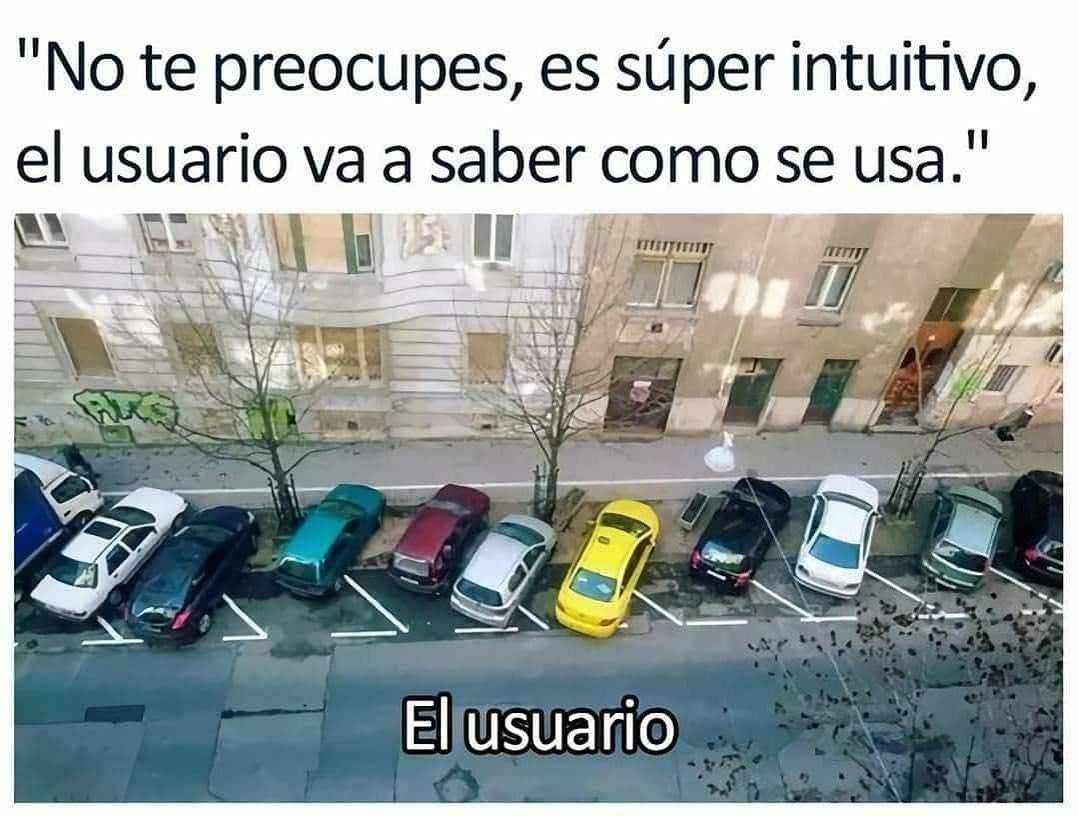 "No te preocupes, es súper intuitivo,
el usuario va a saber como se usa."
El usuario